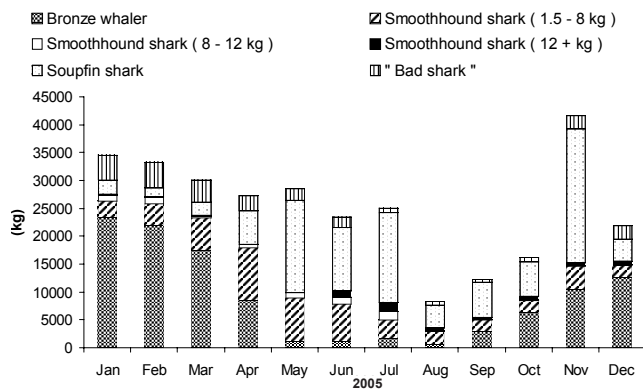 Bronze whaler Smoothhound shark ( 1.5 - 8 kg )
Smoothhound shark ( 8 - 12 kg ) Smoothhound shark ( 12 + kg)
Soupfin shark " Bad shark "
45000
40000
35000
30000
25000
20000
15000
10000
5000
0
(kg)
Jan Feb Mar Apr May Jun Jul Aug Sep Oct Nov Dec
2005